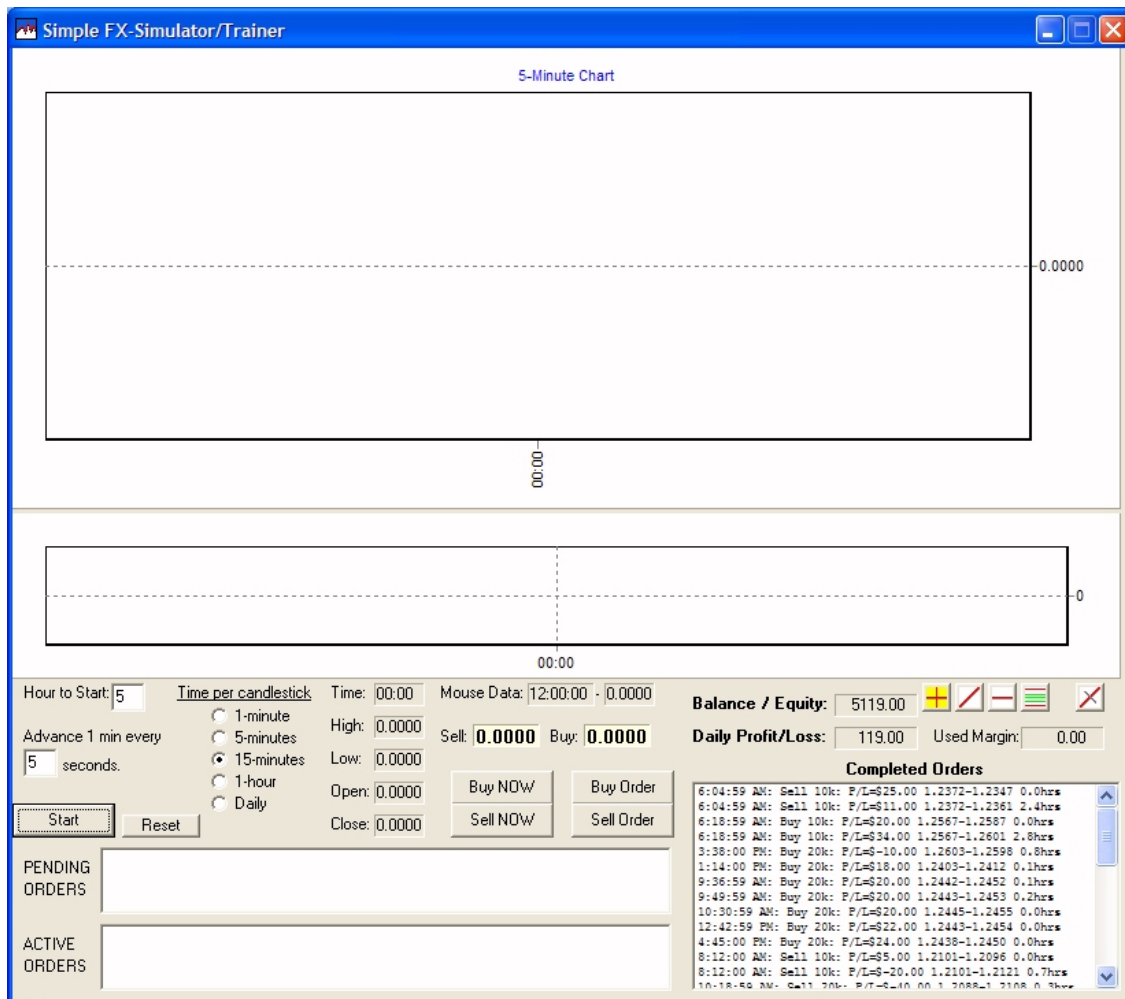 Simple FX-Simulator/Trainer
5-Minute Chart
0.0000
00:00
0
00:00
Hour to Start: 5
Advance 1 min every
5 seconds.
Start
Reset
Time per candlestick
1-minute
5-minutes
15-minutes
1-hour
Daily
Time: 00:00
High: 0.0000
Low: 0.0000
Open: 0.0000
Close: 0.0000
Mouse Data: 12:00:00 - 0.0000
Sell: 0.0000 Buy: 0.0000
Buy NOW
Buy Order
Sell NOW
Sell Order
Balance / Equity: 5119.00
Daily Profit/Loss: 119.00 Used Margin: 0.00
Completed Orders
6:04:59 AM: Sell 10k: P/L=$25.00 1.2372-1.2347 0.0hrs
6:04:59 AM: Sell 10k: P/L=$11.00 1.2372-1.2361 2.4hrs
6:18:59 AM: Buy 10k: P/L=$20.00 1.2567-1.2587 0.0hrs
6:18:59 AM: Buy 10k: P/L=$34.00 1.2567-1.2601 2.8hrs
3:38:00 PM: Buy 20k: P/L=$-10.00 1.2603-1.2598 0.8hrs
1:14:00 PM: Buy 20k: P/L=$18.00 1.2403-1.2412 0.1hrs
9:36:59 AM: Buy 20k: P/L=$20.00 1.2442-1.2452 0.1hrs
9:49:59 AM: Buy 20k: P/L=$20.00 1.2443-1.2453 0.2hrs
10:30:59 AM: Buy 20k: P/L=$20.00 1.2445-1.2455 0.0hrs
12:42:59 PM: Buy 20k: P/L=$22.00 1.2443-1.2454 0.0hrs
4:45:00 PM: Buy 20k: P/L=$24.00 1.2438-1.2450 0.0hrs
8:12:00 AM: Sell 10k: P/L=$5.00 1.2101-1.2096 0.0hrs
8:12:00 AM: Sell 10k: P/L=$-20.00 1.2101-1.2121 0.7hrs
10:18:59 AM: Sell 20k: P/L=$-40.00 1.2088-1.2108 0.3hrs
PENDING
ORDERS
ACTIVE
ORDERS